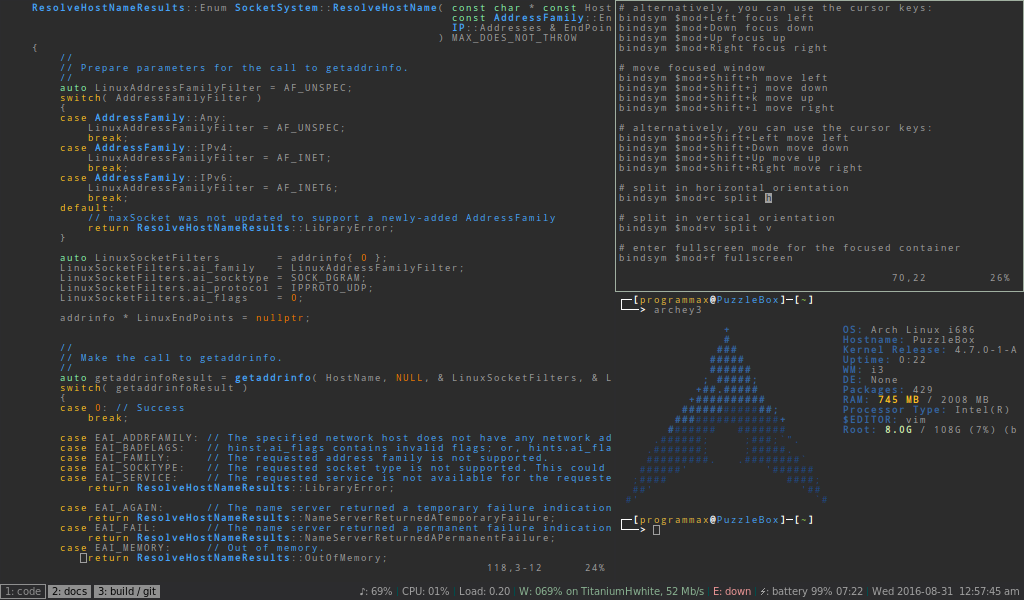 ResolveHostNameResults::Enum SocketSystem::ResolveHostName( const char * const Host
const AddressFamily::En
IP::Addresses & EndPoin
) MAX_DOES_NOT_THROW
{
//
// Prepare parameters for the call to getaddrinfo.
//
auto LinuxAddressFamilyFilter = AF_UNSPEC;
switch( AddressFamilyFilter )
{
case AddressFamily::Any:
LinuxAddressFamilyFilter = AF_UNSPEC;
break;
case AddressFamily::IPv4:
LinuxAddressFamilyFilter = AF_INET;
break;
case AddressFamily::IPv6:
LinuxAddressFamilyFilter = AF_INET6;
break;
default:
// maxSocket was not updated to support a newly-added AddressFamily
return ResolveHostNameResults::LibraryError;
}
auto LinuxSocketFilters = addrinfo{ 0 };
LinuxSocketFilters.ai_family = LinuxAddressFamilyFilter;
LinuxSocketFilters.ai_socktype = SOCK_DGRAM;
LinuxSocketFilters.ai_protocol = IPPROTO_UDP;
LinuxSocketFilters.ai_flags = 0;
addrinfo * LinuxEndPoints = nullptr;
//
// Make the call to getaddrinfo.
//
auto getaddrinfoResult = getaddrinfo( HostName, NULL, & LinuxSocketFilters, & L
switch( getaddrinfoResult )
{
case 0: // Success
break;
case EAI_ADDRFAMILY: // The specified network host does not have any network ad
case EAI_BADFLAGS: // hinst.ai_flags contains invalid flags; or, hints.ai_fla
case EAI_FAMILY: // The requested address family is not supported.
case EAI_SOCKTYPE: // The requested socket type is not supported. This could
case EAI_SERVICE: // The requested service is not available for the requeste
return ResolveHostNameResults::LibraryError;
case EAI_AGAIN: // The name server returned a temporary failure indication
return ResolveHostNameResults::NameServerReturnedATemporaryFailure;
case EAI_FAIL: // The name server returned a permanent failure indication
return ResolveHostNameResults::NameServerReturnedAPermanentFailure;
case EAI_MEMORY: // Out of memory.
return ResolveHostNameResults::OutOfMemory;
118,3-12 24%
# alternatively, you can use the cursor keys:
bindsym $mod+Left focus left
bindsym $mod+Down focus down
bindsym $mod+Up focus up
bindsym $mod+Right focus right
# move focused window
bindsym $mod+Shift+h move left
bindsym $mod+Shift+j move down
bindsym $mod+Shift+k move up
bindsym $mod+Shift+l move right
# alternatively, you can use the cursor keys:
bindsym $mod+Shift+Left move left
bindsym $mod+Shift+Down move down
bindsym $mod+Shift+Up move up
bindsym $mod+Shift+Right move right
# split in horizontal orientation
bindsym $mod+c split h
# split in vertical orientation
bindsym $mod+v split v
# enter fullscreen mode for the focused container
bindsym $mod+f fullscreen
70,22 26%
[programmax@PuzzleBox]—[~]
> archey3
OS: Arch Linux i686
Hostname: PuzzleBox
Kernel Release: 4.7.0-1-A
Uptime: 0:22
WM: i3
DE: None
Packages: 429
RAM: 745 MB / 2008 MB
Processor Type: Intel(R)
$EDITOR: vim
Root: 8.0G / 108G (7%) (b
[programmax@PuzzleBox]—[~]
>
1: code 2: docs 3: build / git ♪: 69% CPU: 01% Load: 0.20 W: 069% on TitaniumHwhite, 52 Mb/s E: down ⚡: battery 99% 07:22 Wed 2016-08-31 12:57:45 am